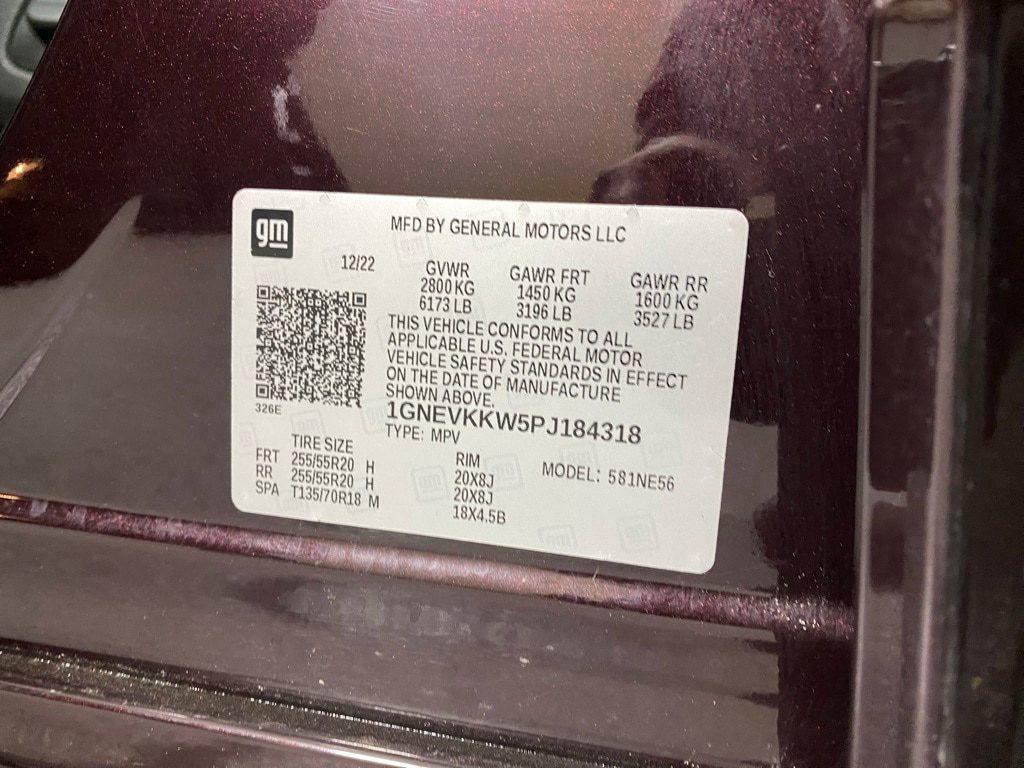 gm
MFD BY GENERAL MOTORS LLC
12/22
GVWR GAWR FRT GAWR RR
2800 KG 1450 KG 1600 KG
6173 LB 3196 LB 3527 LB
THIS VEHICLE CONFORMS TO ALL
APPLICABLE U.S. FEDERAL MOTOR
VEHICLE SAFETY STANDARDS IN EFFECT
ON THE DATE OF MANUFACTURE
SHOWN ABOVE.
326E
1GNEVKKW5PJ184318
TYPE: MPV
TIRE SIZE RIM MODEL: 581NE56
FRT 255/55R20 H 20X8J
RR 255/55R20 H 20X8J
SPA T135/70R18 M 18X4.5B